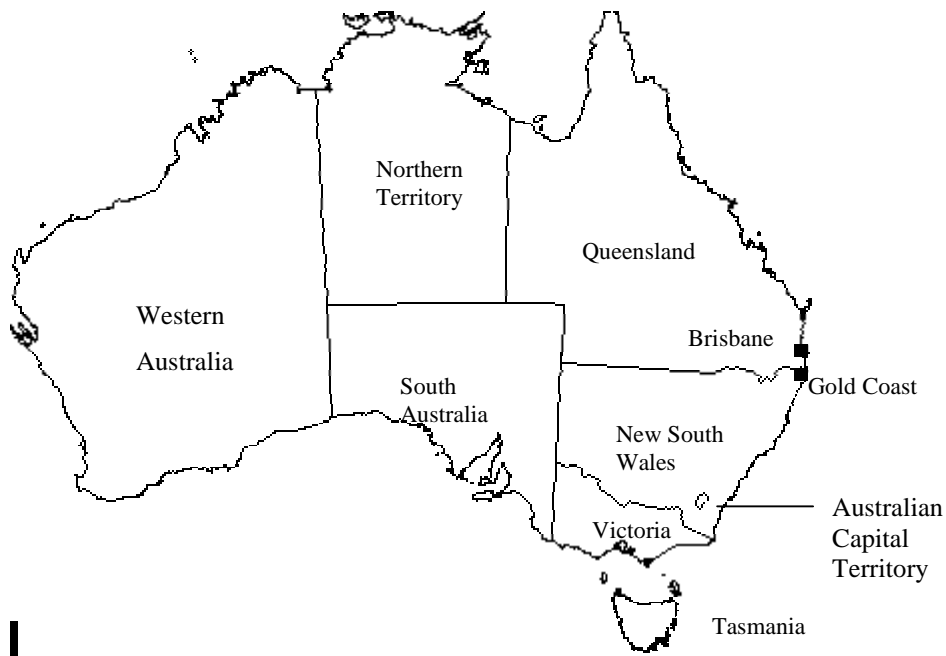 Northern
Territory
Queensland
Western
Australia
Brisbane
Gold Coast
South
Australia
New South
Wales
Victoria
Australian
Capital
Territory
Tasmania